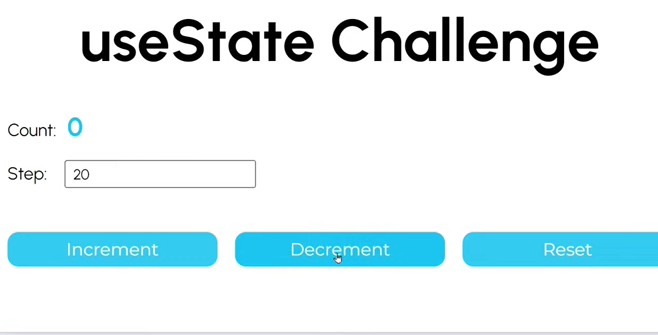 useState Challenge
Count: 0
Step: 20
Increment Decrement Reset